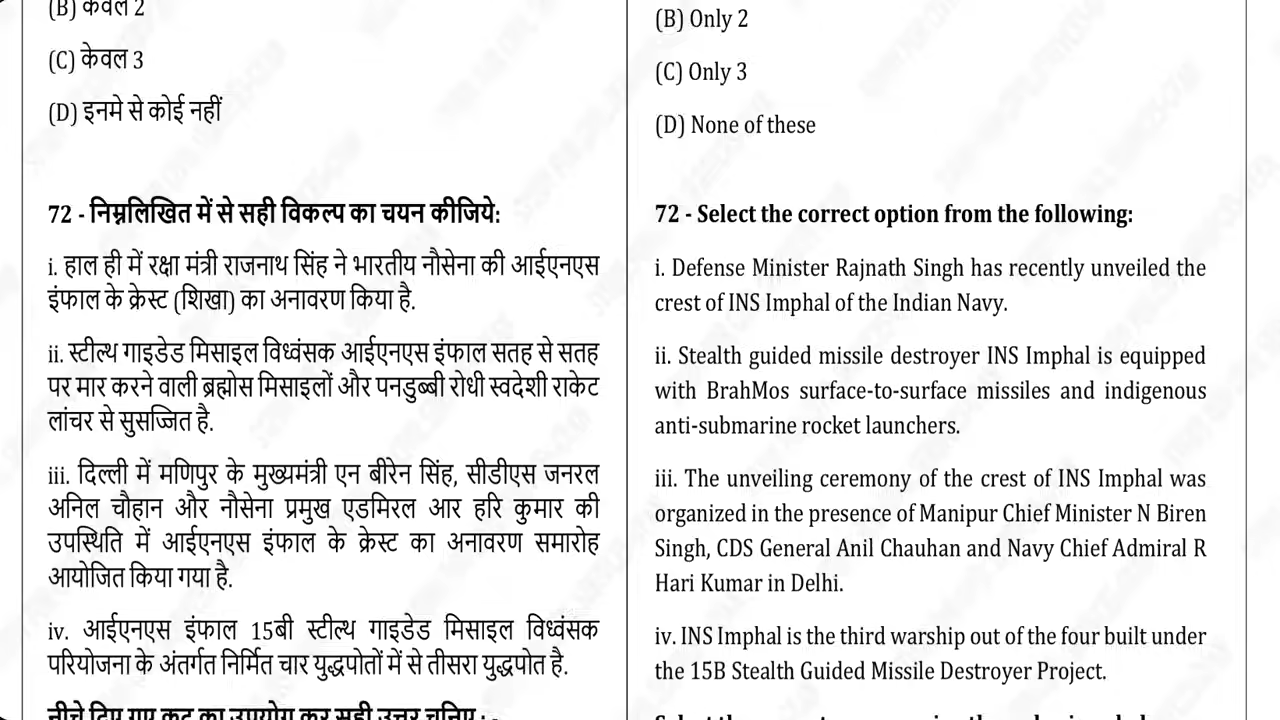 (B) केवल 2
(C) केवल 3
(D) इनमे से कोई नहीं
72 - निम्नलिखित में से सही विकल्प का चयन कीजिये:
i. हाल ही में रक्षा मंत्री राजनाथ सिंह ने भारतीय नौसेना की आईएनएस
इंफाल के क्रेस्ट (शिखा) का अनावरण किया है.
ii. स्टील्थ गाइडेड मिसाइल विध्वंसक आईएनएस इंफाल सतह से सतह
पर मार करने वाली ब्रह्मोस मिसाइलों और पनडुब्बी रोधी स्वदेशी राकेट
लांचर से सुसज्जित है.
iii. दिल्ली में मणिपुर के मुख्यमंत्री एन बीरेन सिंह, सीडीएस जनरल
अनिल चौहान और नौसेना प्रमुख एडमिरल आर हरि कुमार की
उपस्थिति में आईएनएस इंफाल के क्रेस्ट का अनावरण समारोह
आयोजित किया गया है.
iv. आईएनएस इंफाल 15बी स्टील्थ गाइडेड मिसाइल विध्वंसक
परियोजना के अंतर्गत निर्मित चार युद्धपोतों में से तीसरा युद्धपोत है.
नीचे दिए गए कूट का उपयोग कर सही उत्तर चुनिए : -
(B) Only 2
(C) Only 3
(D) None of these
72 - Select the correct option from the following:
i. Defense Minister Rajnath Singh has recently unveiled the
crest of INS Imphal of the Indian Navy.
ii. Stealth guided missile destroyer INS Imphal is equipped
with BrahMos surface-to-surface missiles and indigenous
anti-submarine rocket launchers.
iii. The unveiling ceremony of the crest of INS Imphal was
organized in the presence of Manipur Chief Minister N Biren
Singh, CDS General Anil Chauhan and Navy Chief Admiral R
Hari Kumar in Delhi.
iv. INS Imphal is the third warship out of the four built under
the 15B Stealth Guided Missile Destroyer Project.